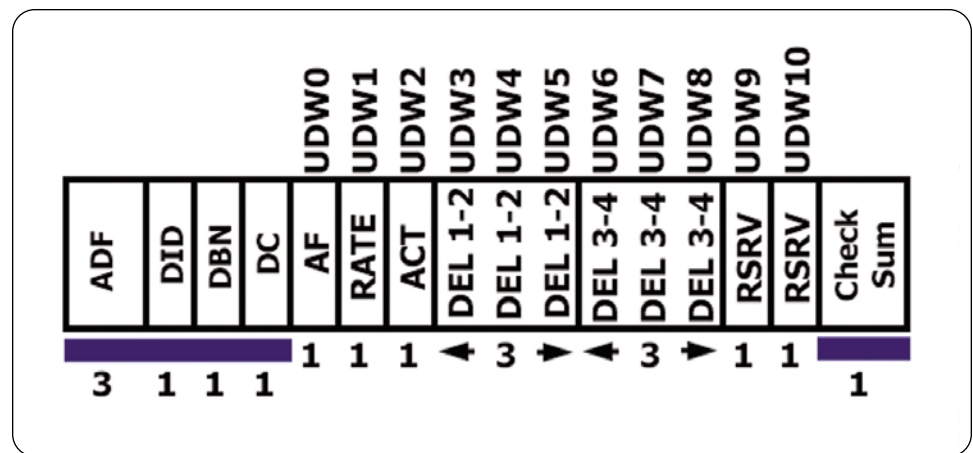 UDW0 UDW1 UDW2 UDW3 UDW4 UDW5 UDW6 UDW7 UDW8 UDW9 UDW10
ADF DID DBN DC AF RATE ACT DEL 1-2 DEL 1-2 DEL 1-2 DEL 3-4 DEL 3-4 DEL 3-4 RSRV RSRV Check
Sum
1 1 1 3 3 1 1
3 1 1 1 1